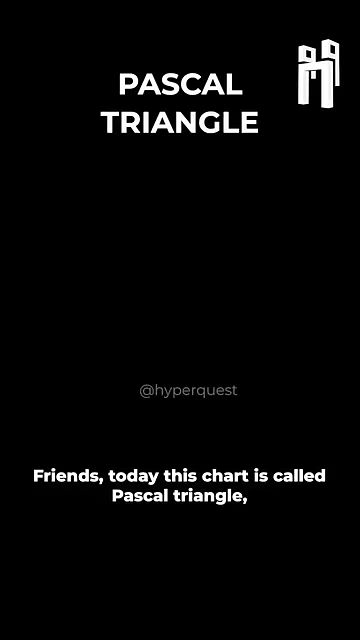 PASCAL
TRIANGLE
@hyperquest
Friends, today this chart is called
Pascal triangle,